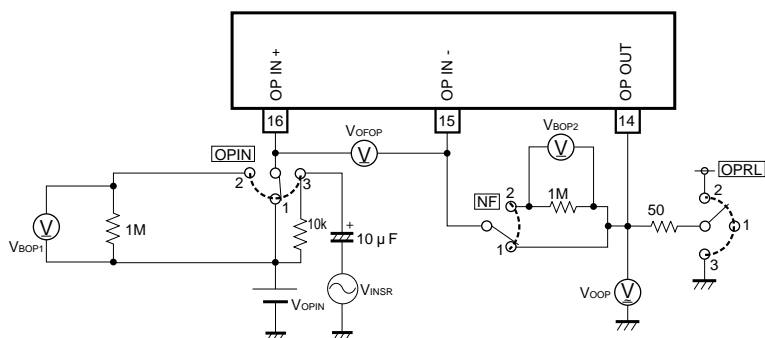 OP IN +
OP IN -
OP OUT
16
15
14
VOFOP
VBOP2
OPIN
OPRL
2
3
1
NF
2
1M
1
50
2
1
3
VBOP1
1M
10k
+
10 µ F
VOPIN
VINSR
VOOP
V
V
V
V